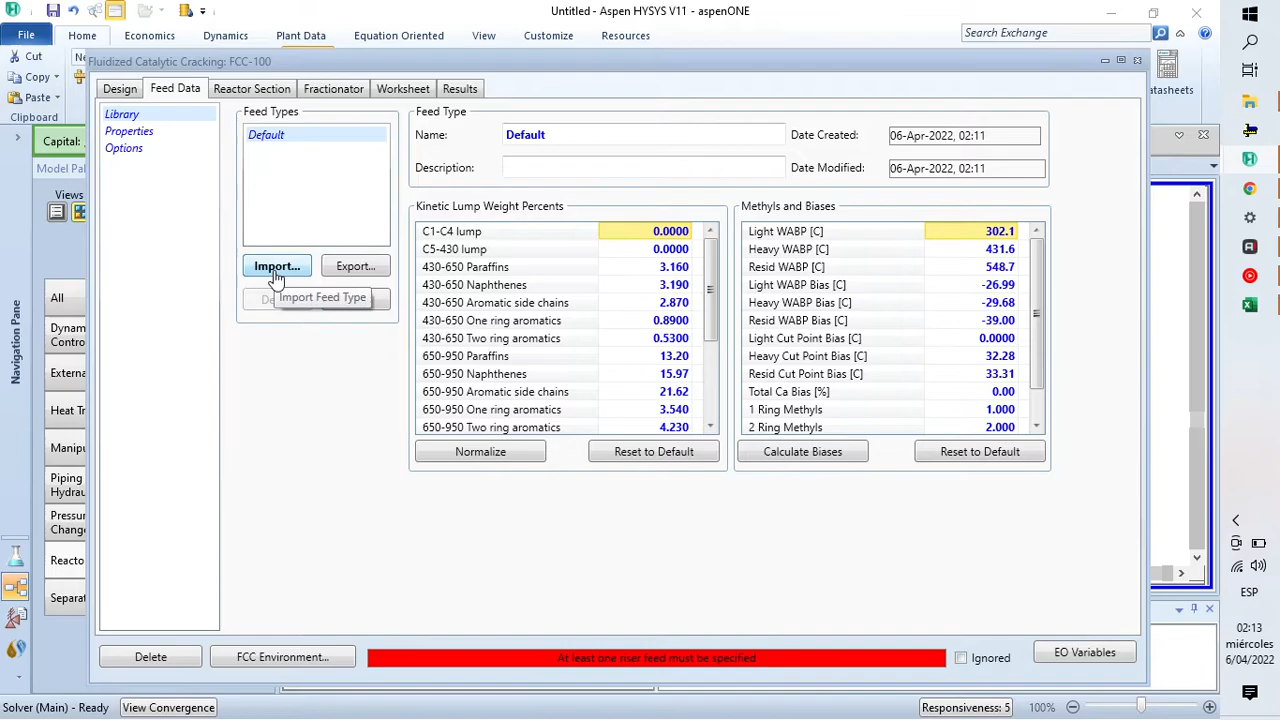 Untitled - Aspen HYSYS V11 - aspenONE
File
Home
Economics
Dynamics
Plant Data
Equation Oriented
View
Customize
Resources
Search Exchange
Cut
Copy
Paste
Clipboard
Ne
atasheets
Fluidized Catalytic Cracking: FCC-100
Design
Feed Data
Reactor Section
Fractionator
Worksheet
Results
Capital:
Model Pal
Views
All
Dynam
Contro
Externa
Heat Tr
Manipu
Piping
Hydrau
Pressu
Change
Reacto
Separat
Navigation Pane
Library
Properties
Options
Feed Types
Default
Import...
Export...
De
Import Feed Type
Feed Type
Name:
Default
Date Created:
06-Apr-2022, 02:11
Description:
Date Modified:
06-Apr-2022, 02:11
Kinetic Lump Weight Percents
C1-C4 lump 0.0000
C5-430 lump 0.0000
430-650 Paraffins 3.160
430-650 Naphthenes 3.190
430-650 Aromatic side chains 2.870
430-650 One ring aromatics 0.8900
430-650 Two ring aromatics 0.5300
650-950 Paraffins 13.20
650-950 Naphthenes 15.97
650-950 Aromatic side chains 21.62
650-950 One ring aromatics 3.540
650-950 Two ring aromatics 4.230
Normalize
Reset to Default
Methyls and Biases
Light WABP [C] 302.1
Heavy WABP [C] 431.6
Resid WABP [C] 548.7
Light WABP Bias [C] -26.99
Heavy WABP Bias [C] -29.68
Resid WABP Bias [C] -39.00
Light Cut Point Bias [C] 0.0000
Heavy Cut Point Bias [C] 32.28
Resid Cut Point Bias [C] 33.31
Total Ca Bias [%] 0.00
1 Ring Methyls 1.000
2 Ring Methyls 2.000
Calculate Biases
Reset to Default
Delete
FCC Environment...
At least one riser feed must be specified
Ignored
EO Variables
Solver (Main) - Ready
View Convergence
Responsiveness: 5
100%
ESP
02:13
miércoles
6/04/2022